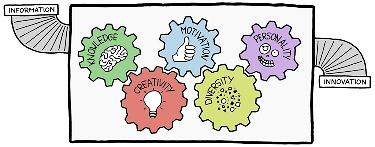 INFORMATION
KNOWLEDGE
MOTIVATION
PERSONALITY
CREATIVITY
DIVERSITY
INNOVATION